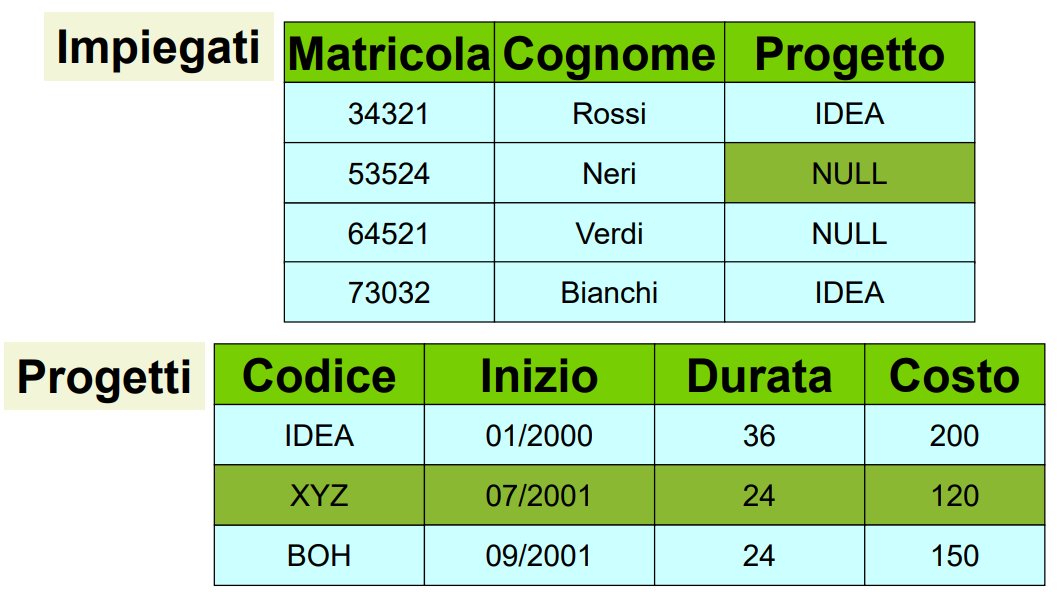 Impiegati
Matricola Cognome Progetto
34321 Rossi IDEA
53524 Neri NULL
64521 Verdi NULL
73032 Bianchi IDEA
Progetti
Codice Inizio Durata Costo
IDEA 01/2000 36 200
XYZ 07/2001 24 120
BOH 09/2001 24 150